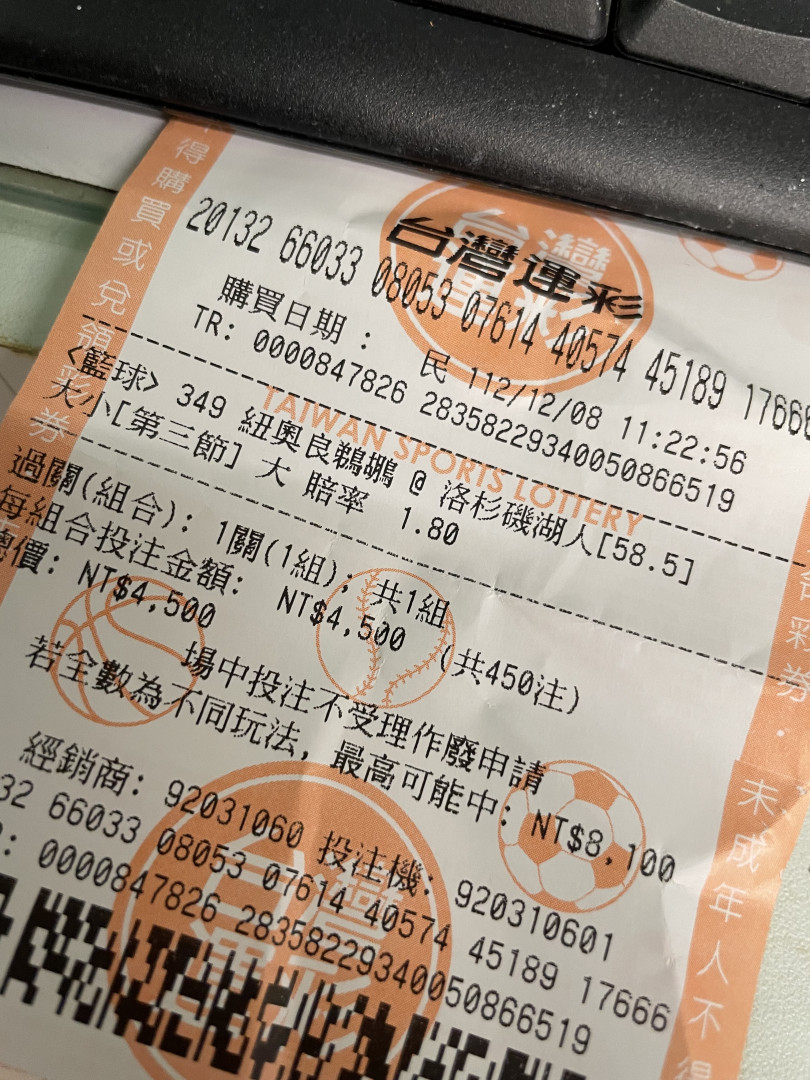 台灣運彩
20132 66033 08053 07614 40574 45189 17666
購買日期： 民 112/12/08 11:22:56
TR: 0000847826 28358229340050866519
TAIWAN SPORTS LOTTERY
<籃球> 349 紐奧良鵜鶘 @ 洛杉磯湖人[58.5]
大小[第三節] 大 賠率 1.80
過關(組合): 1關(1組); 共1組
每組合投注金額: NT$4,500 (共450注)
總價: NT$4,500
場中投注不受理作廢申請
若全數為不同玩法, 最高可能中: NT$8,100
經銷商: 92031060 投注機: 920310601
32 66033 08053 07614 40574 45189 17666
: 0000847826 28358229340050866519
得購買或兌領彩券
彩券·
未成年人不得